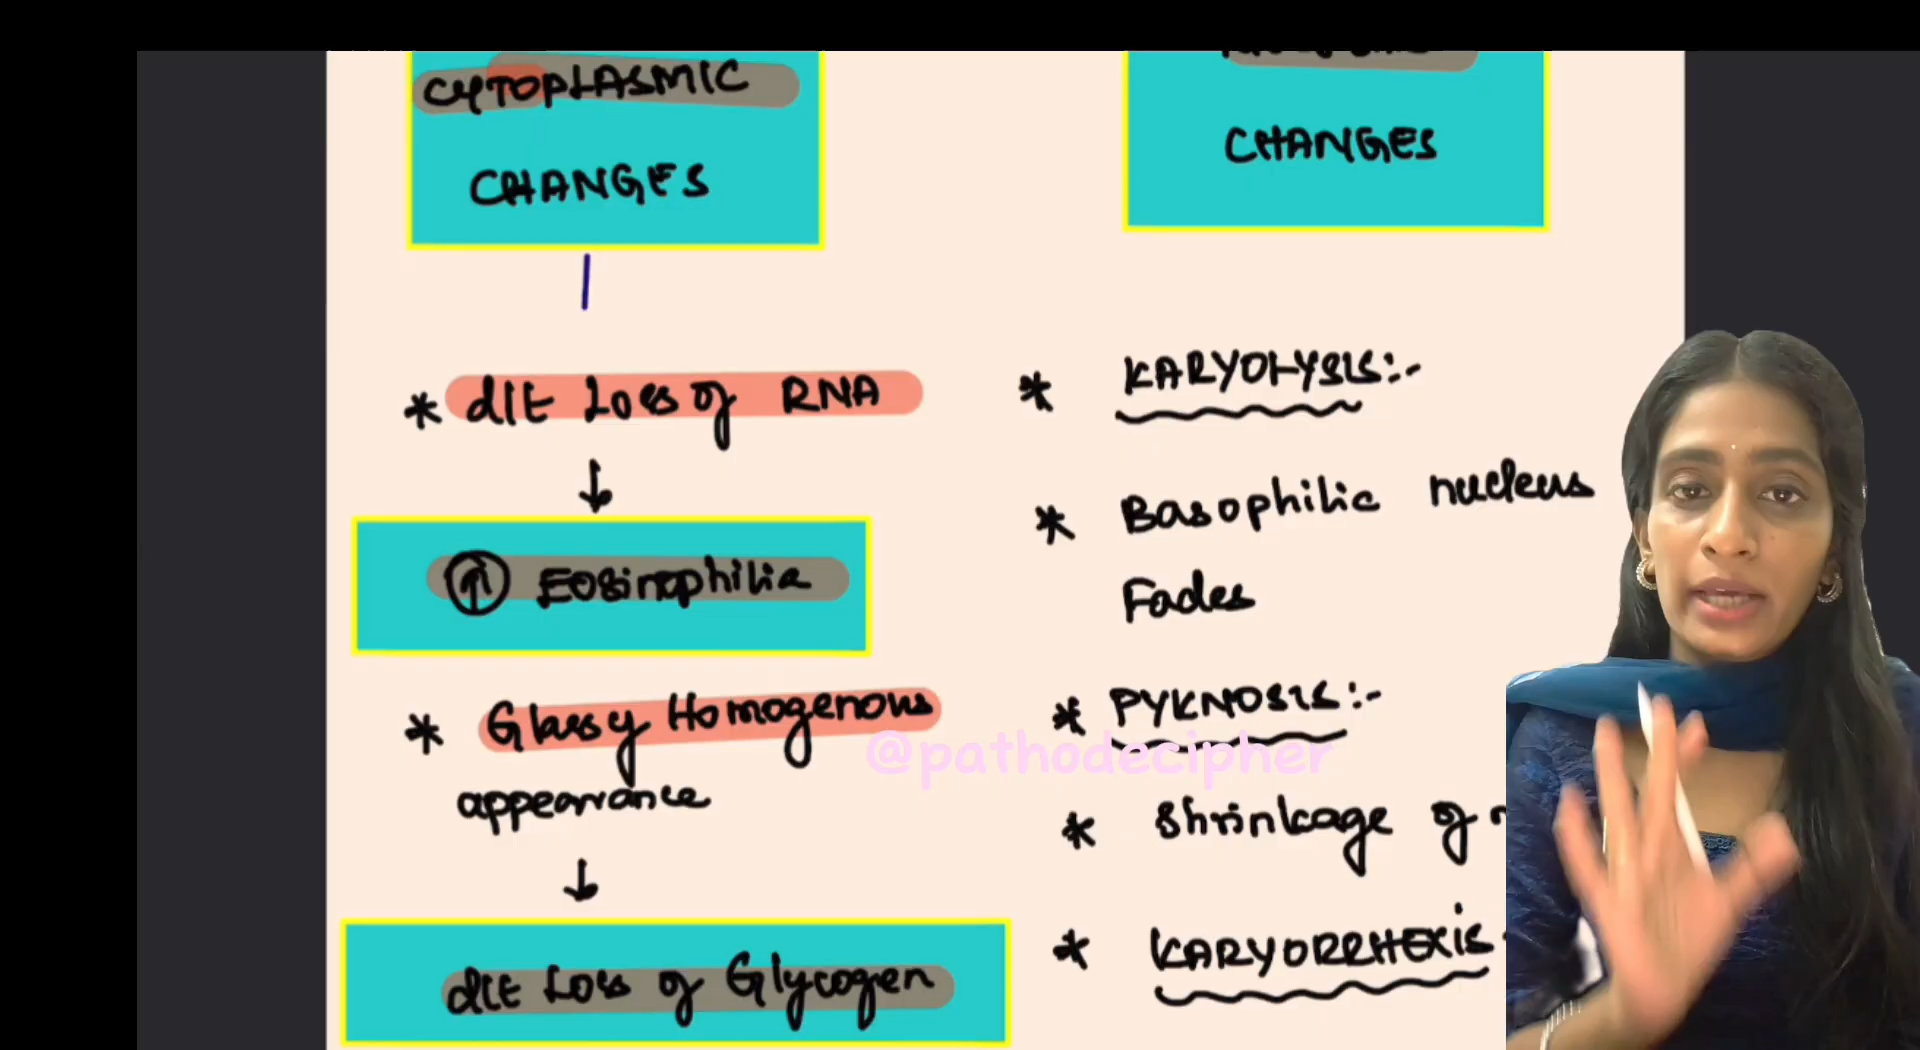 CYTOPLASMIC
CHANGES
* d/t Loss of RNA
↓
↑ Eosinophilia
* Glassy Homogenous
appearance
↓
d/t Loss of Glycogen
CHANGES
* KARYOLYSIS:-
* Basophilic nucleus
Fades
* PYKNOSIS:-
* Shrinkage of
* KARYORRHEXIS
@pathodecipher